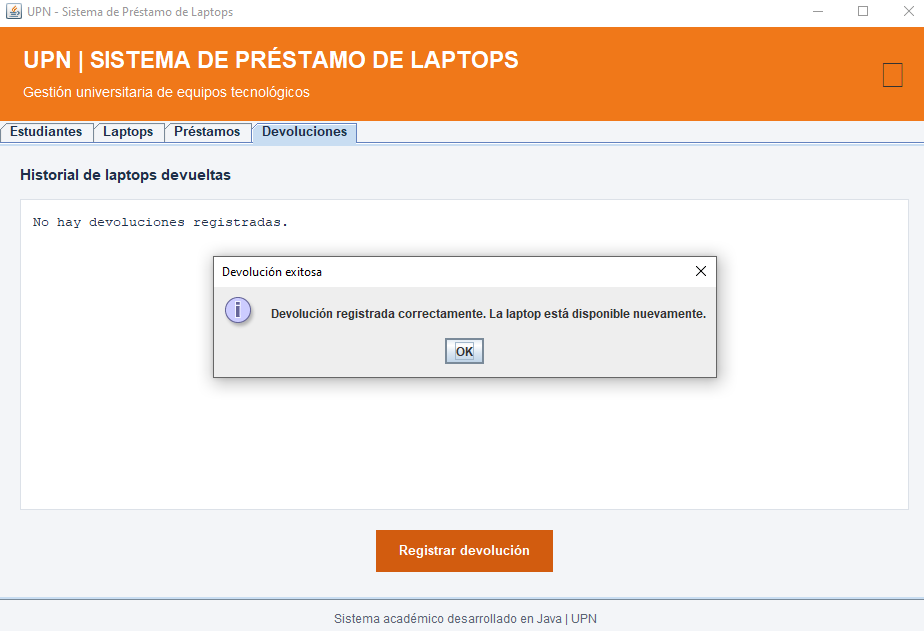 UPN - Sistema de Préstamo de Laptops
UPN | SISTEMA DE PRÉSTAMO DE LAPTOPS
Gestión universitaria de equipos tecnológicos
Estudiantes Laptops Préstamos Devoluciones
Historial de laptops devueltas
No hay devoluciones registradas.
Devolución exitosa
Devolución registrada correctamente. La laptop está disponible nuevamente.
OK
Registrar devolución
Sistema académico desarrollado en Java | UPN